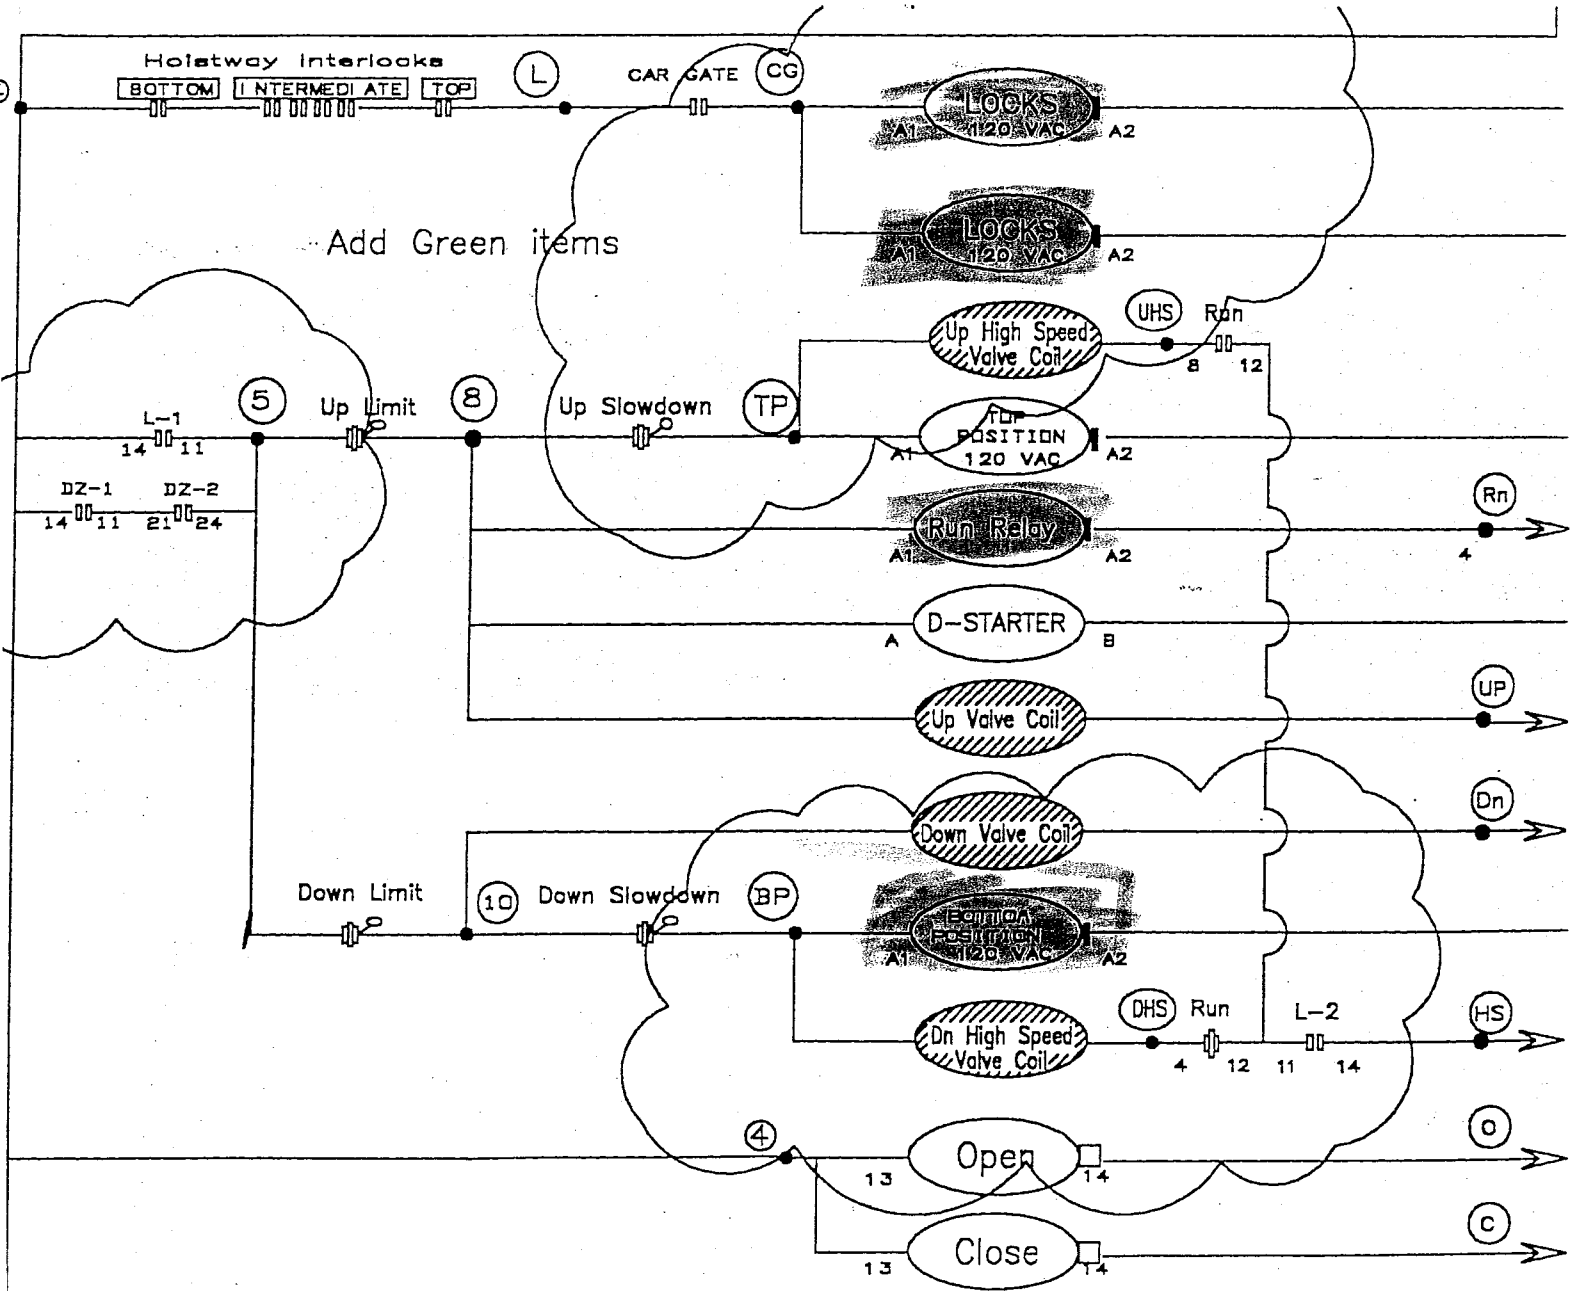 Hoistway Interlocks
BOTTOM INTERMEDIATE TOP
L
CAR GATE
CG
LOCKS
120 VAC
A1 A2
LOCKS
120 VAC
A1 A2
Add Green items
Up High Speed
Valve Coil
UHS
Run
8 12
L-1
14 11
5
Up Limit
8
Up Slowdown
TP
TOP
POSITION
120 VAC
A1 A2
DZ-1 DZ-2
14 11 21 24
Run Relay
A1 A2
Rn
4
D-STARTER
A B
Up Valve Coil
UP
Down Valve Coil
Dn
Down Limit
10
Down Slowdown
BP
BOTTOM
POSITION
120 VAC
A1 A2
Dn High Speed
Valve Coil
DHS
Run
4 12
L-2
11 14
HS
4
Open
13 14
O
Close
13 14
C